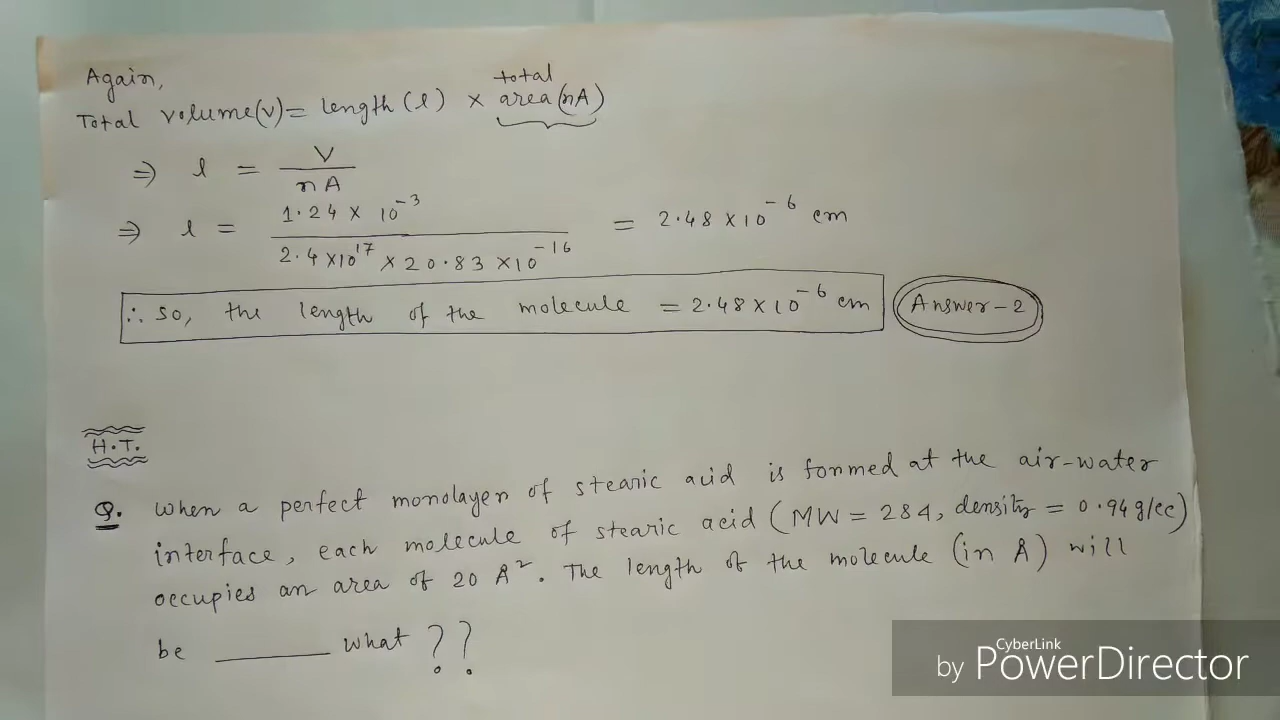 Again,
Total volume(v)= length (l) × total area (nA)
⇒ l = V / nA
⇒ l = 1.24 × 10⁻³ / 2.4 ×10¹⁷ × 20.83 ×10⁻¹⁶ = 2.48 ×10⁻⁶ cm
∴ so, the length of the molecule = 2.48 ×10⁻⁶ cm Answer-2
H.T.
Q. When a perfect monolayer of stearic acid is formed at the air-water
interface, each molecule of stearic acid (MW = 284, density = 0.94 g/cc)
occupies an area of 20 A². The length of the molecule (in A) will
be ______ what ??
CyberLink
by PowerDirector